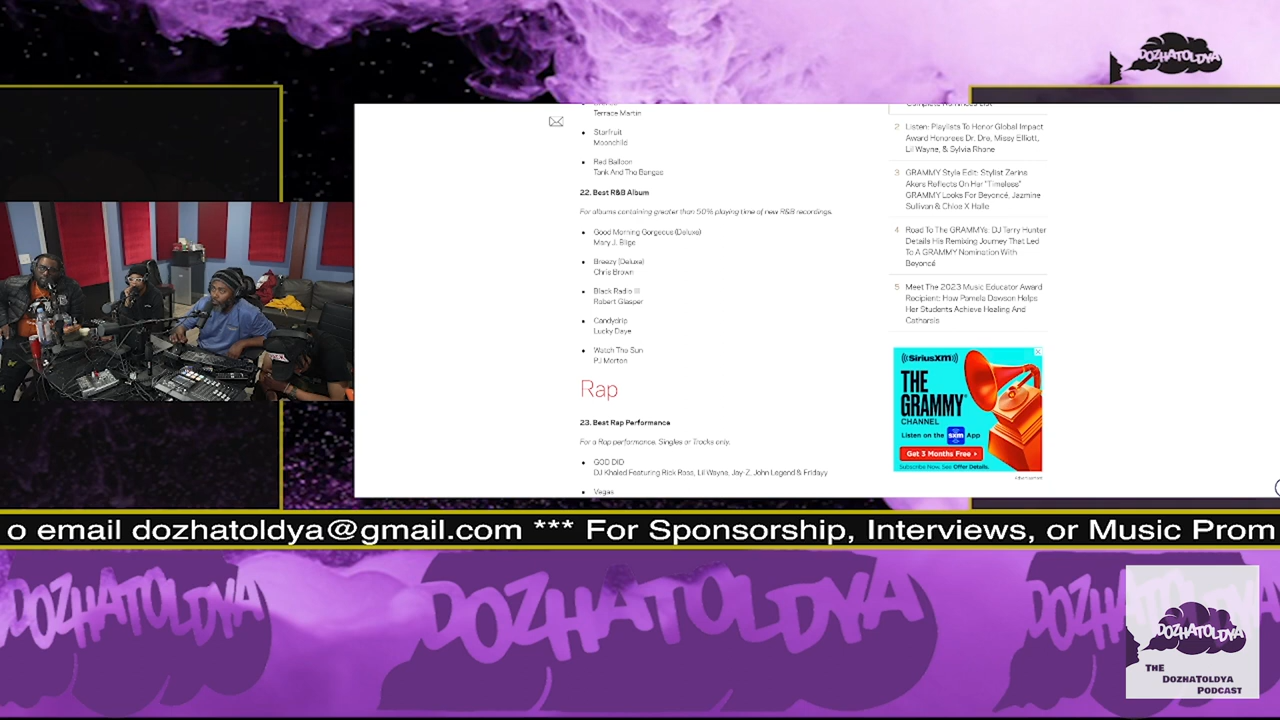 DOZHATOLDYA
Terrace Martin
Starfruit
Moonchild
Red Balloon
Tank And The Bangas
22. Best R&B Album
For albums containing greater than 50% playing time of new R&B recordings.
Good Morning Gorgeous (Deluxe)
Mary J. Blige
Breezy (Deluxe)
Chris Brown
Black Radio III
Robert Glasper
Candydrip
Lucky Daye
Watch The Sun
PJ Morton
Rap
23. Best Rap Performance
For a Rap performance. Singles or Tracks only.
GOD DID
DJ Khaled Featuring Rick Ross, Lil Wayne, Jay-Z, John Legend & Fridayy
Vegas
2 Listen: Playlists To Honor Global Impact
Award Honorees Dr. Dre, Missy Elliott,
Lil Wayne, & Sylvia Rhone
3 GRAMMY Style Edit: Stylist Zerina
Akers Reflects On Her "Timeless"
GRAMMY Looks For Beyoncé, Jazmine
Sullivan & Chloe X Halle
4 Road To The GRAMMYs: DJ Terry Hunter
Details His Remixing Journey That Led
To A GRAMMY Nomination With
Beyoncé
5 Meet The 2023 Music Educator Award
Recipient: How Pamela Dawson Helps
Her Students Achieve Healing And
Catharsis
((SiriusXM))
THE
GRAMMY
CHANNEL
Listen on the sxm App
Get 3 Months Free
Subscribe Now. See Offer Details.
Advertisement
o email dozhatoldya@gmail.com *** For Sponsorship, Interviews, or Music Prom
DOZHATOLDYA
DOZHATOLDYA
DOZHA
DOZHATOLDYA
THE
DOZHATOLDYA
PODCAST